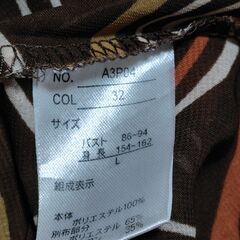 NO. A3P04
COL 32
サイズ
バスト 86-94
身長 154-162
L
組成表示
本体 ポリエステル100%
別布部分 ポリエステル 65%
35%